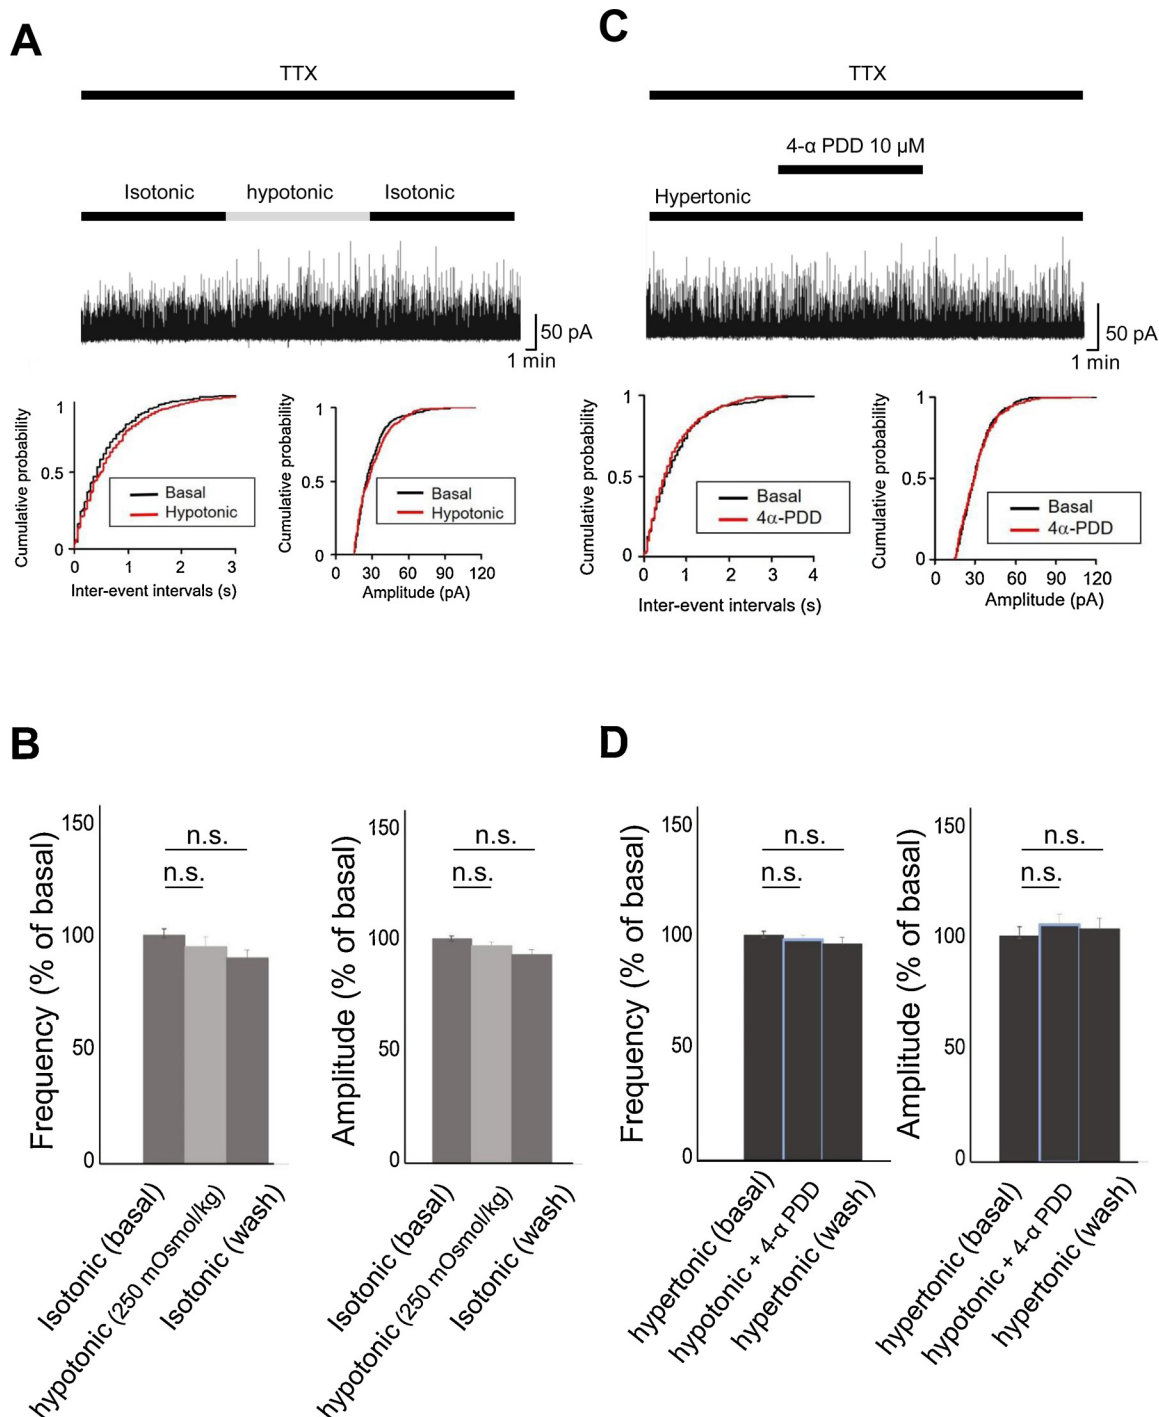 A
TTX
Isotonic hypotonic Isotonic
50 pA
1 min
Cumulative probability
1
0.5
0
Basal
Hypotonic
0 1 2 3
Inter-event intervals (s)
Cumulative probability
1
0.5
0
Basal
Hypotonic
0 30 60 90 120
Amplitude (pA)
C
TTX
4-α PDD 10 µM
Hypertonic
50 pA
1 min
Cumulative probability
1
0.5
0
Basal
4α-PDD
0 1 2 3 4
Inter-event intervals (s)
Cumulative probability
1
0.5
0
Basal
4α-PDD
0 30 60 90 120
Amplitude (pA)
B
Frequency (% of basal)
150
100
50
0
n.s.
n.s.
Isotonic (basal)
hypotonic (250 mOsmol/kg)
Isotonic (wash)
Amplitude (% of basal)
150
100
50
0
n.s.
n.s.
Isotonic (basal)
hypotonic (250 mOsmol/kg)
Isotonic (wash)
D
Frequency (% of basal)
150
100
50
0
n.s.
n.s.
hypertonic (basal)
hypotonic + 4-α PDD
hypertonic (wash)
Amplitude (% of basal)
150
100
50
0
n.s.
n.s.
hypertonic (basal)
hypotonic + 4-α PDD
hypertonic (wash)